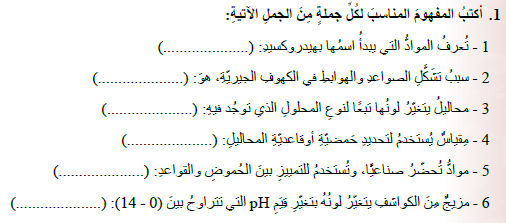 1. أكتبُ المفهومَ المناسبَ لكُلِّ جملةٍ مِنَ الجملِ الآتيةِ:
1 - تُعرفُ الموادُّ التي يبدأُ اسمُها بهيدروكسيدِ: (.....................)
2 - سببُ تشَكُّلِ الصواعدِ والهوابطِ في الكهوفِ الجيريَّةِ، هوَ: (.....................)
3 - محاليلُ يتغيّرُ لونُها تبعًا لنوعِ المحلولِ الذي توجُد فيهِ: (.....................)
4 - مِقياسٌ يُستخدمُ لتحديدِ حَمضيَّةِ أوقاعديَّةِ المحاليلِ: (.....................)
5 - موادُّ تُحضّرُ صناعيًّا، وتُستخدمُ للتمييزِ بينَ الحُموضِ والقواعدِ: (.....................)
6 - مزيجٌ مِنَ الكواشفِ يتغيّرُ لونُهُ بتغيّرِ قيَمِ pH التي تتراوحُ بينَ (0 - 14): (.....................)